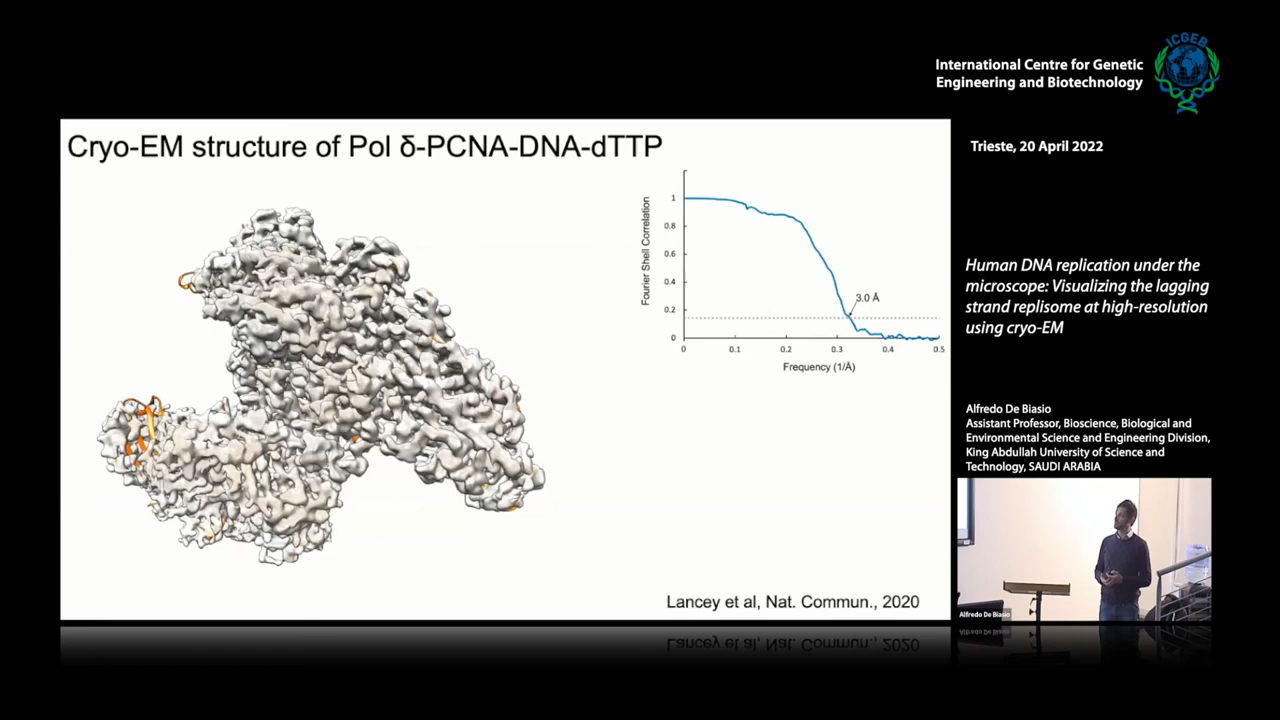 ICGEB
International Centre for Genetic
Engineering and Biotechnology
Trieste, 20 April 2022
Cryo-EM structure of Pol δ-PCNA-DNA-dTTP
Fourier Shell Correlation
1
0.8
0.6
0.4
0.2
0
3.0 Å
0 0.1 0.2 0.3 0.4 0.5
Frequency (1/Å)
Lancey et al, Nat. Commun., 2020
Human DNA replication under the
microscope: Visualizing the lagging
strand replisome at high-resolution
using cryo-EM
Alfredo De Biasio
Assistant Professor, Bioscience, Biological and
Environmental Science and Engineering Division,
King Abdullah University of Science and
Technology, SAUDI ARABIA
Alfredo De Biasio